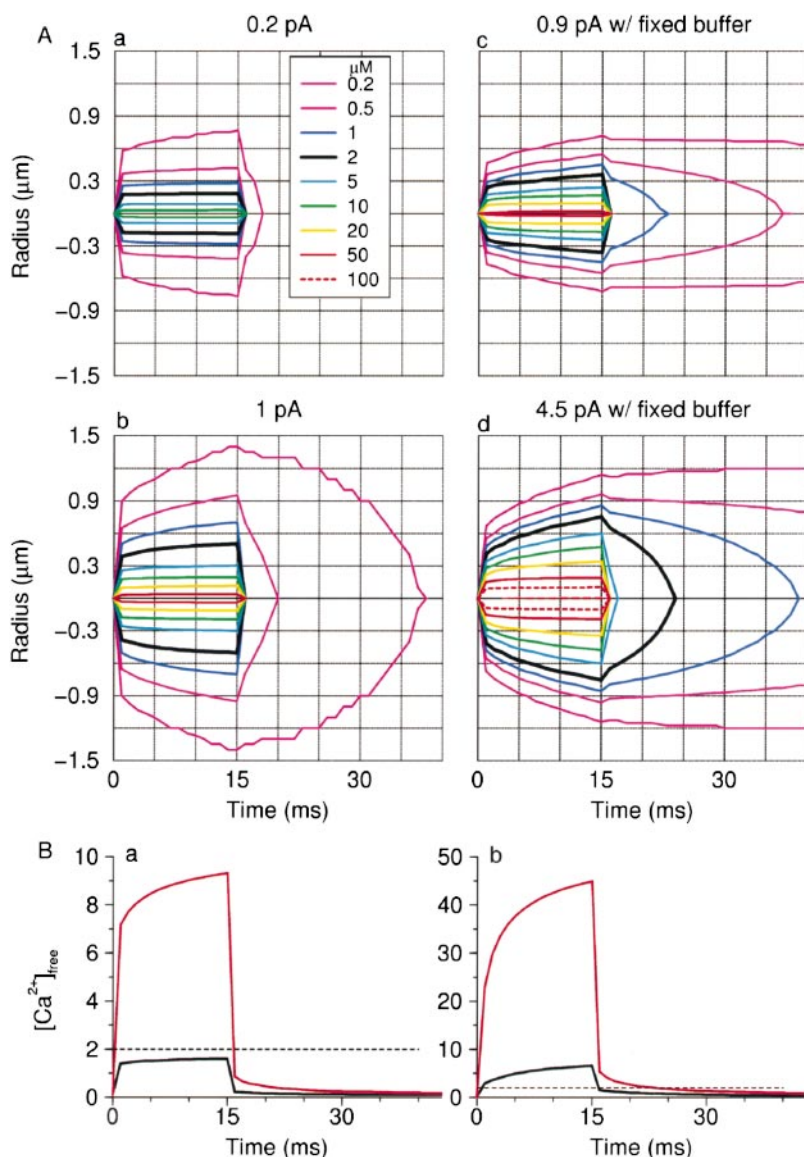 A
a
0.2 pA
c
0.9 pA w/ fixed buffer
1.5
0.9
0.3
−0.3
−0.9
−1.5
Radius (μm)
μM
0.2
0.5
1
2
5
10
20
50
100
b
1 pA
d
4.5 pA w/ fixed buffer
1.5
0.9
0.3
−0.3
−0.9
−1.5
Radius (μm)
0 15 30
Time (ms)
0 15 30
Time (ms)
B
a
10
8
6
4
2
0
[Ca²⁺]free
0 15 30
Time (ms)
b
50
40
30
20
10
0
0 15 30
Time (ms)